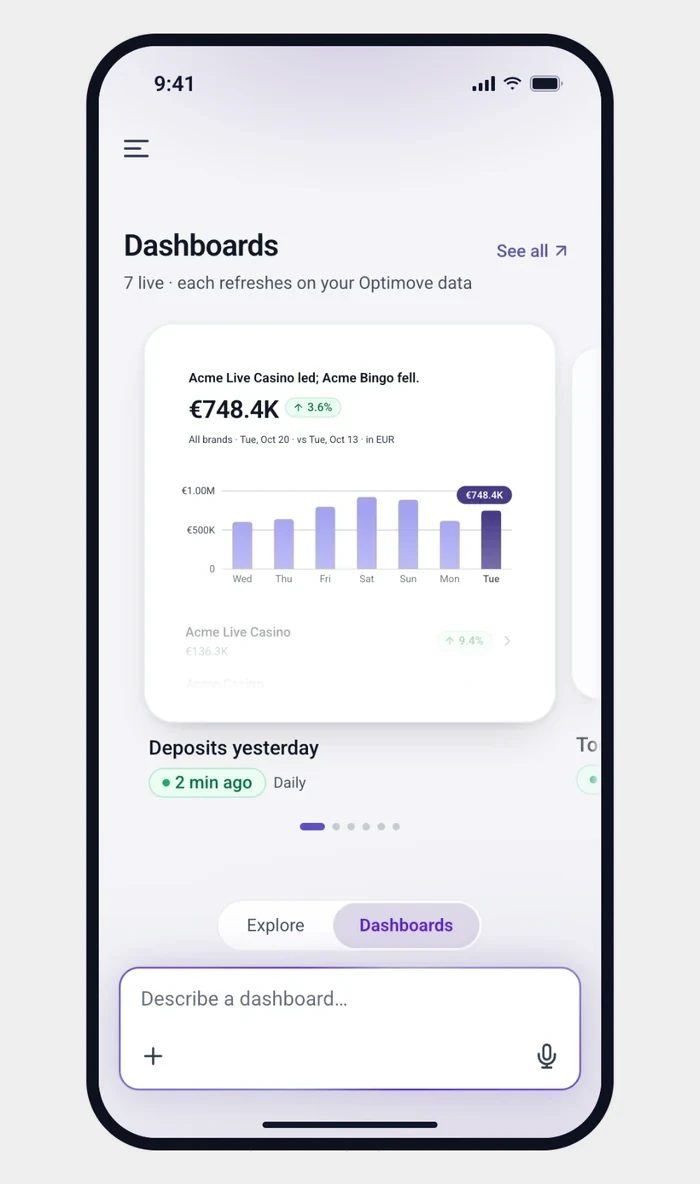 9:41
Dashboards
See all
7 live · each refreshes on your Optimove data
Acme Live Casino led; Acme Bingo fell.
€748.4K ↑ 3.6%
All brands · Tue, Oct 20 · vs Tue, Oct 13 · in EUR
€1.00M
€748.4K
€500K
0
Wed Thu Fri Sat Sun Mon Tue
Acme Live Casino
€136.3K
↑ 9.4%
Acme Casino
Deposits yesterday
To
2 min ago Daily
Explore Dashboards
Describe a dashboard…